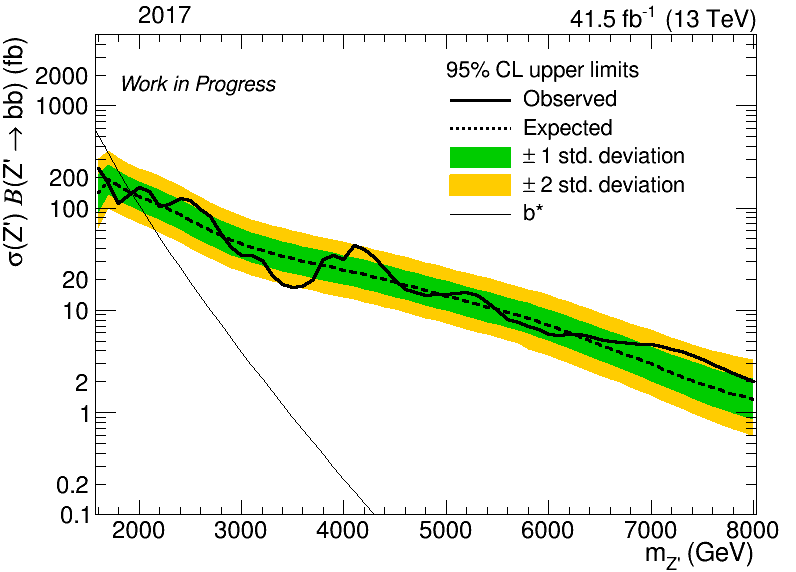 2017
41.5 fb⁻¹ (13 TeV)
Work in Progress
95% CL upper limits
Observed
Expected
± 1 std. deviation
± 2 std. deviation
b*
σ(Z') B(Z' → bb) (fb)
2000
1000
200
100
20
10
2
1
0.2
0.1
2000 3000 4000 5000 6000 7000 8000
m_Z' (GeV)